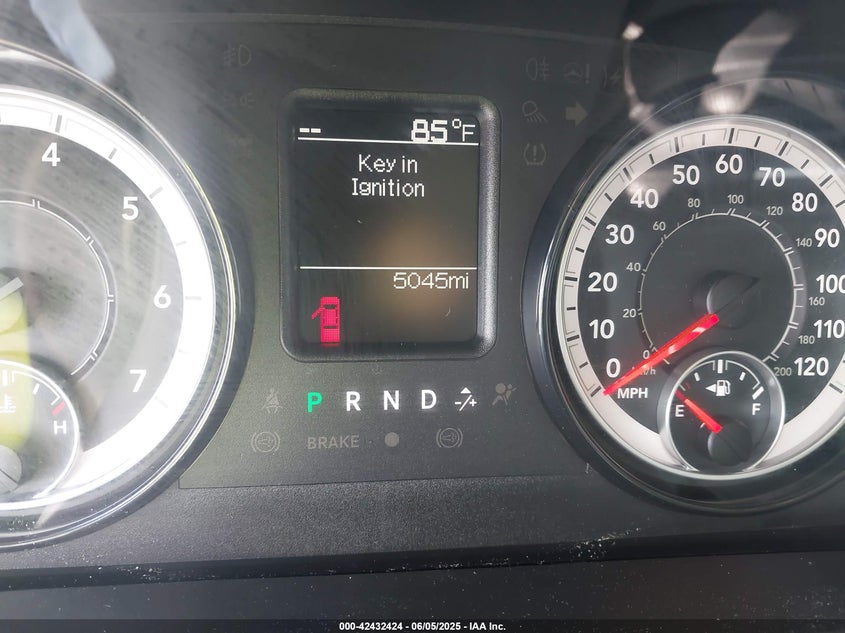 -- 85°F
Key in
Ignition
5045mi
P R N D -/+
BRAKE
4
5
6
7
H
0
10
20
30
40
50
60
70
80
90
100
110
120
MPH
0
20
40
60
80
100
120
140
160
180
200
km/h
E F
000-42432424 - 06/05/2025 - IAA Inc.